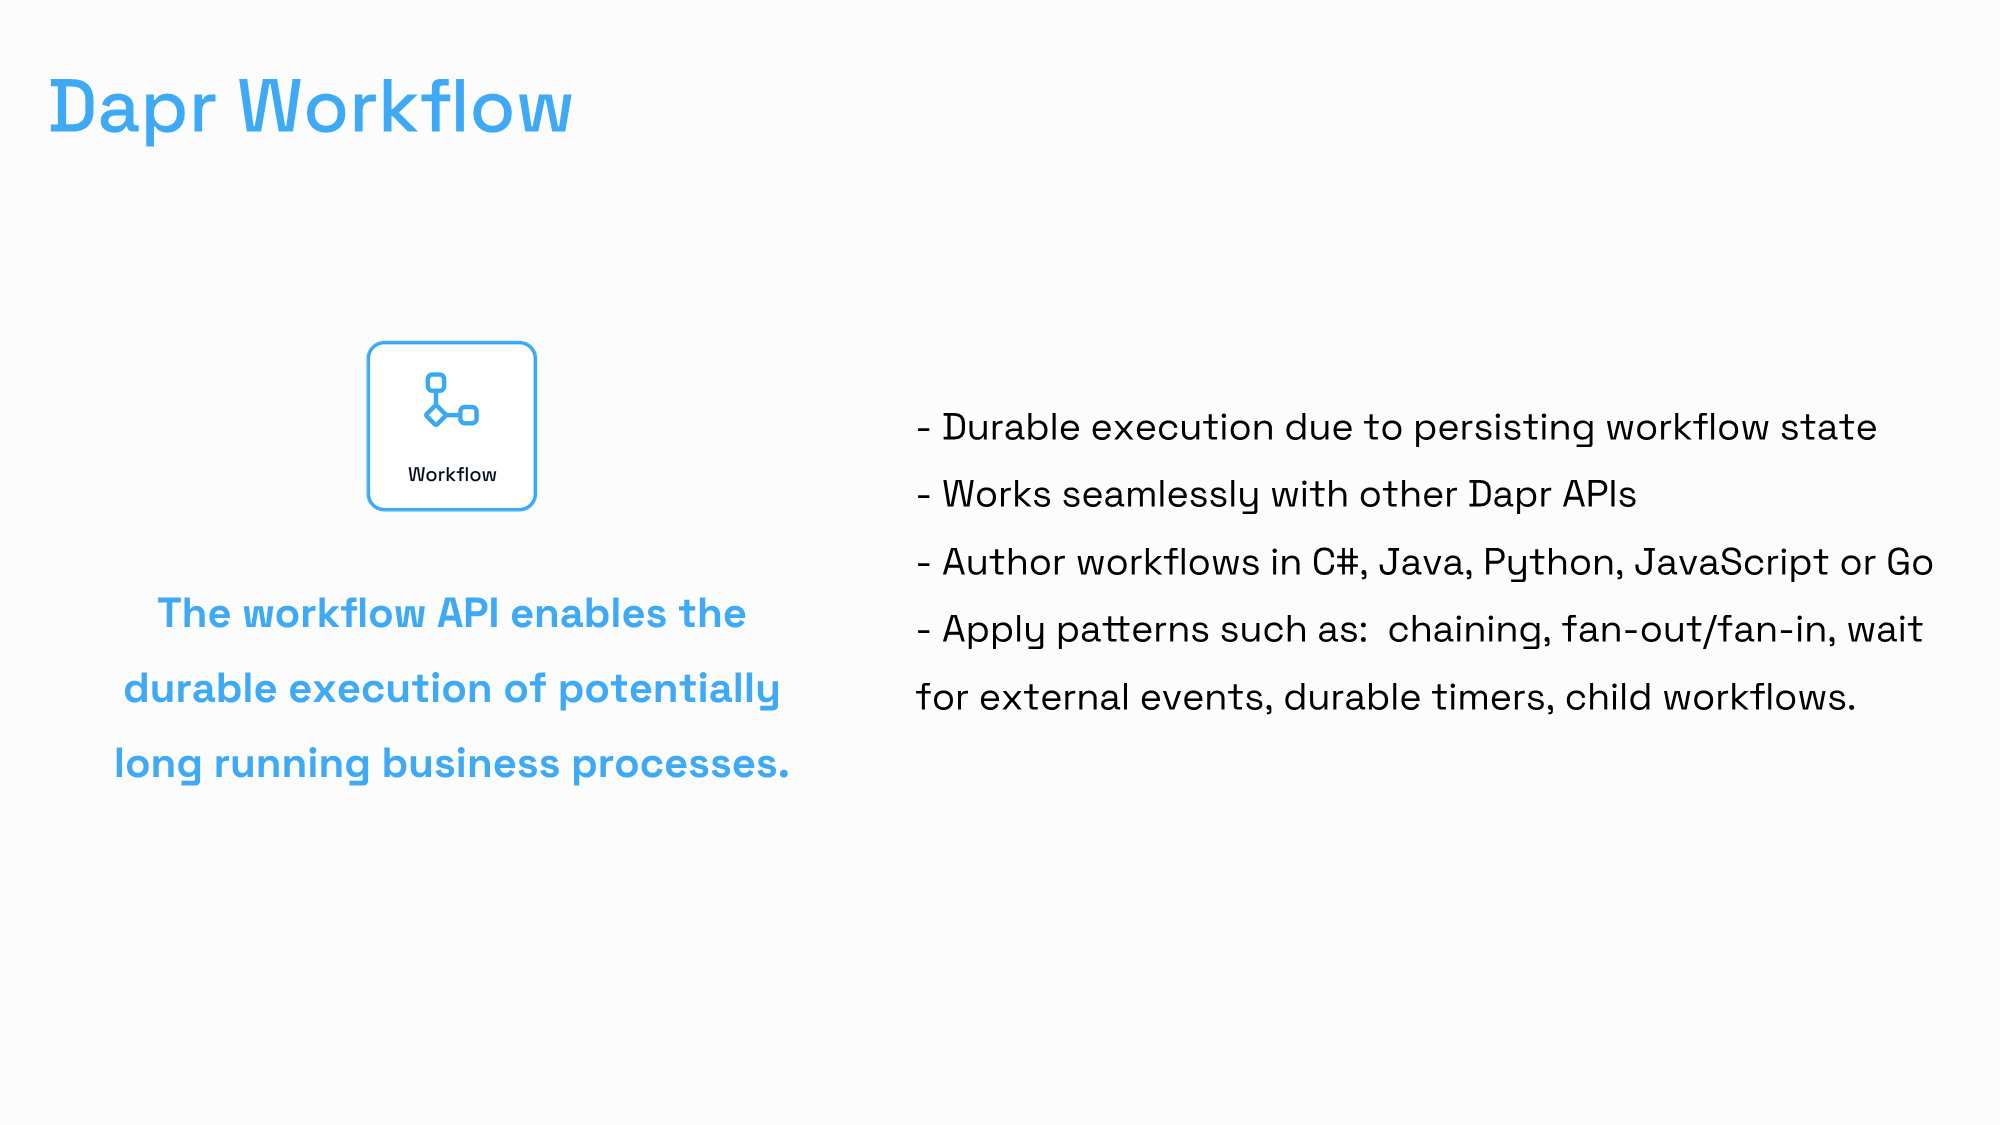 Dapr Workflow
Workflow
The workflow API enables the
durable execution of potentially
long running business processes.
- Durable execution due to persisting workflow state
- Works seamlessly with other Dapr APIs
- Author workflows in C#, Java, Python, JavaScript or Go
- Apply patterns such as:  chaining, fan-out/fan-in, wait
for external events, durable timers, child workflows.